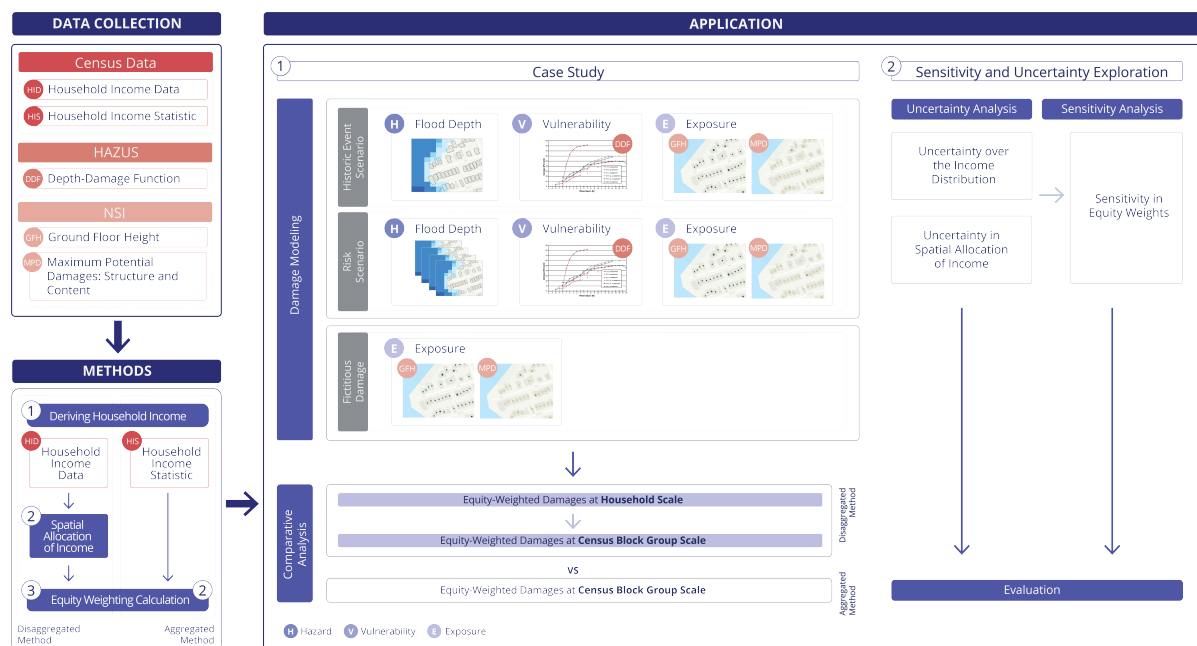 DATA COLLECTION
Census Data
HID Household Income Data
HIS Household Income Statistic
HAZUS
DDF Depth-Damage Function
NSI
GFH Ground Floor Height
MPD Maximum Potential
Damages: Structure and
Content
METHODS
1 Deriving Household Income
HID
Household
Income
Data
HIS
Household
Income
Statistic
2
Spatial
Allocation
of Income
3 Equity Weighting Calculation 2
Disaggregated
Method
Aggregated
Method
APPLICATION
1 Case Study
Damage Modeling
Historic Event
Scenario
H Flood Depth
V Vulnerability
DDF
E Exposure
GFH
MPD
Risk
Scenario
H Flood Depth
V Vulnerability
DDF
E Exposure
GFH
MPD
Fictitious
Damage
E Exposure
GFH
MPD
Comparative
Analysis
Equity-Weighted Damages at Household Scale
Equity-Weighted Damages at Census Block Group Scale
Disaggregated
Method
vs
Equity-Weighted Damages at Census Block Group Scale
Aggregated
Method
H Hazard V Vulnerability E Exposure
2 Sensitivity and Uncertainty Exploration
Uncertainty Analysis
Sensitivity Analysis
Uncertainty over
the Income
Distribution
Uncertainty in
Spatial Allocation
of Income
Sensitivity in
Equity Weights
Evaluation